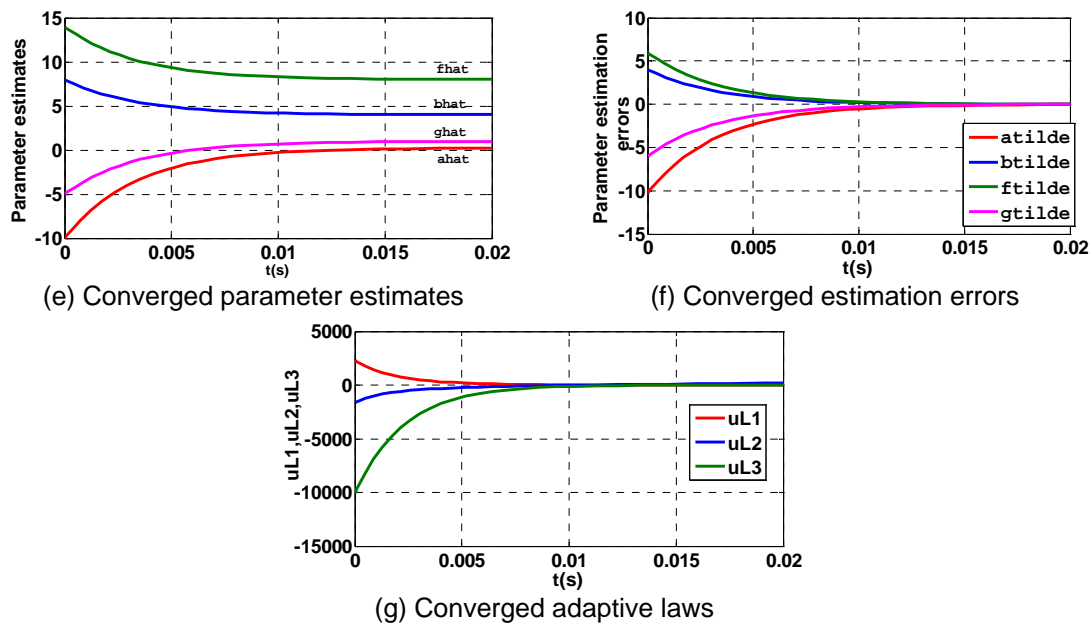 Parameter estimates
15
10
5
0
-5
-10
fhat
bhat
ghat
ahat
0
0.005
0.01
0.015
0.02
t(s)
(e) Converged parameter estimates
Parameter estimation
errors
10
5
0
-5
-10
-15
atilde
btilde
ftilde
gtilde
0
0.005
0.01
0.015
0.02
t(s)
(f) Converged estimation errors
uL1,uL2,uL3
5000
0
-5000
-10000
-15000
uL1
uL2
uL3
0
0.005
0.01
0.015
0.02
t(s)
(g) Converged adaptive laws